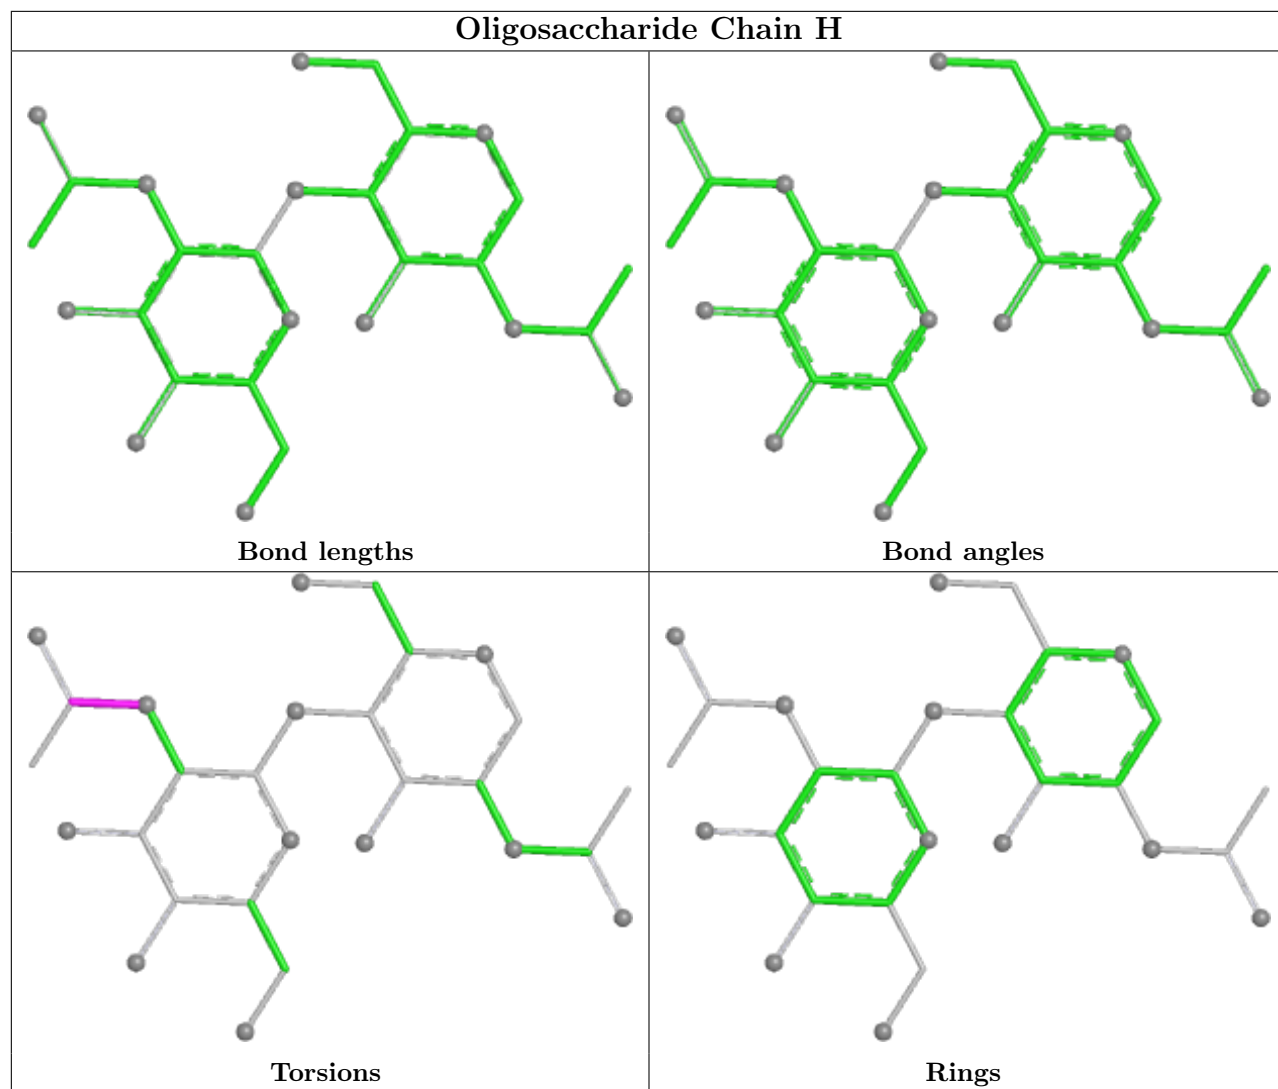 Oligosaccharide Chain H
Bond lengths
Bond angles
Torsions
Rings